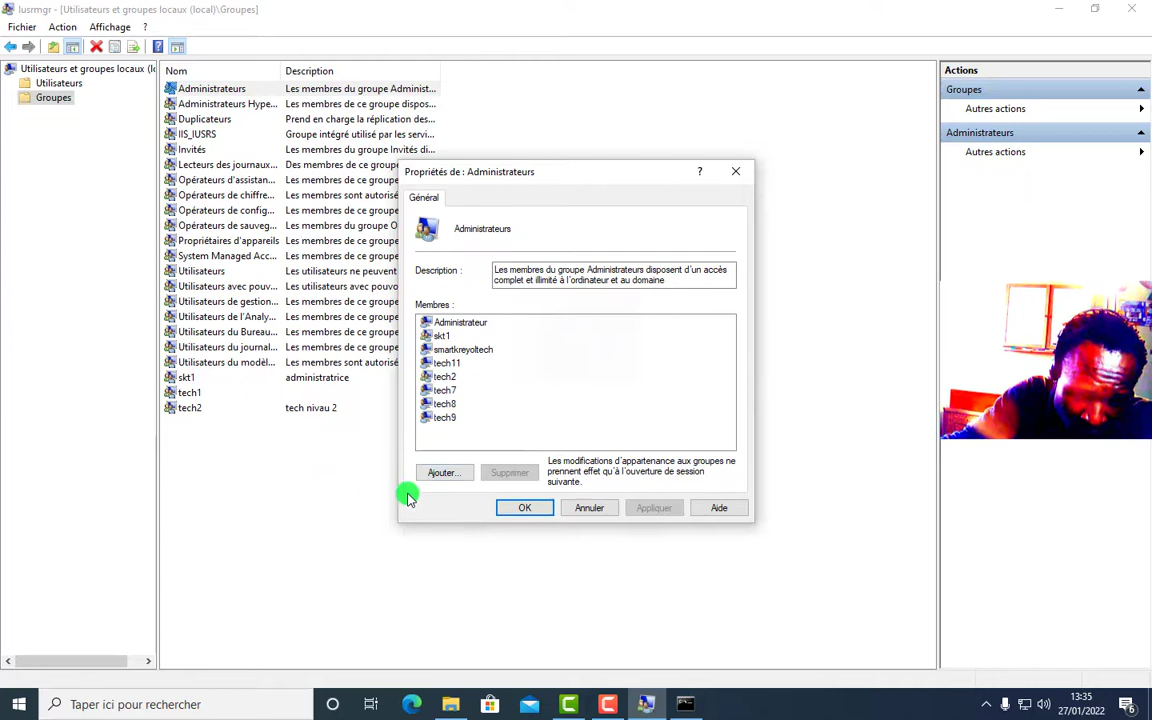 lusrmgr - [Utilisateurs et groupes locaux (local)\Groupes]
Fichier Action Affichage ?
Utilisateurs et groupes locaux (lo
Utilisateurs
Groupes
Nom Description
Administrateurs Les membres du groupe Administ...
Administrateurs Hype... Les membres de ce groupe dispos...
Duplicateurs Prend en charge la réplication des...
IIS_IUSRS Groupe intégré utilisé par les servi...
Invités Les membres du groupe Invités di...
Lecteurs des journaux... Des membres de ce groupe
Opérateurs d'assistan... Les membres de ce groupe
Opérateurs de chiffre... Les membres sont autorisé
Opérateurs de config... Les membres de ce groupe
Opérateurs de sauveg... Les membres du groupe O
Propriétaires d'appareils Les membres de ce groupe
System Managed Acc... Les membres de ce groupe
Utilisateurs Les utilisateurs ne peuvent
Utilisateurs avec pouv... Les utilisateurs avec pouvo
Utilisateurs de gestion... Les membres de ce groupe
Utilisateurs de l'Analy... Les membres de ce groupe
Utilisateurs du Bureau... Les membres de ce groupe
Utilisateurs du journal... Les membres de ce groupe
Utilisateurs du modèl... Les membres sont autorisé
skt1 administratrice
tech1
tech2 tech nivau 2
Propriétés de : Administrateurs ?
Général
Administrateurs
Description :
Les membres du groupe Administrateurs disposent d'un accès
complet et illimité à l'ordinateur et au domaine
Membres :
Administrateur
skt1
smartkreyoltech
tech11
tech2
tech7
tech8
tech9
Ajouter... Supprimer
Les modifications d'appartenance aux groupes ne
prennent effet qu'à l'ouverture de session
suivante.
OK Annuler Appliquer Aide
Actions
Groupes
Autres actions
Administrateurs
Autres actions
Taper ici pour rechercher
13:35
27/01/2022
6